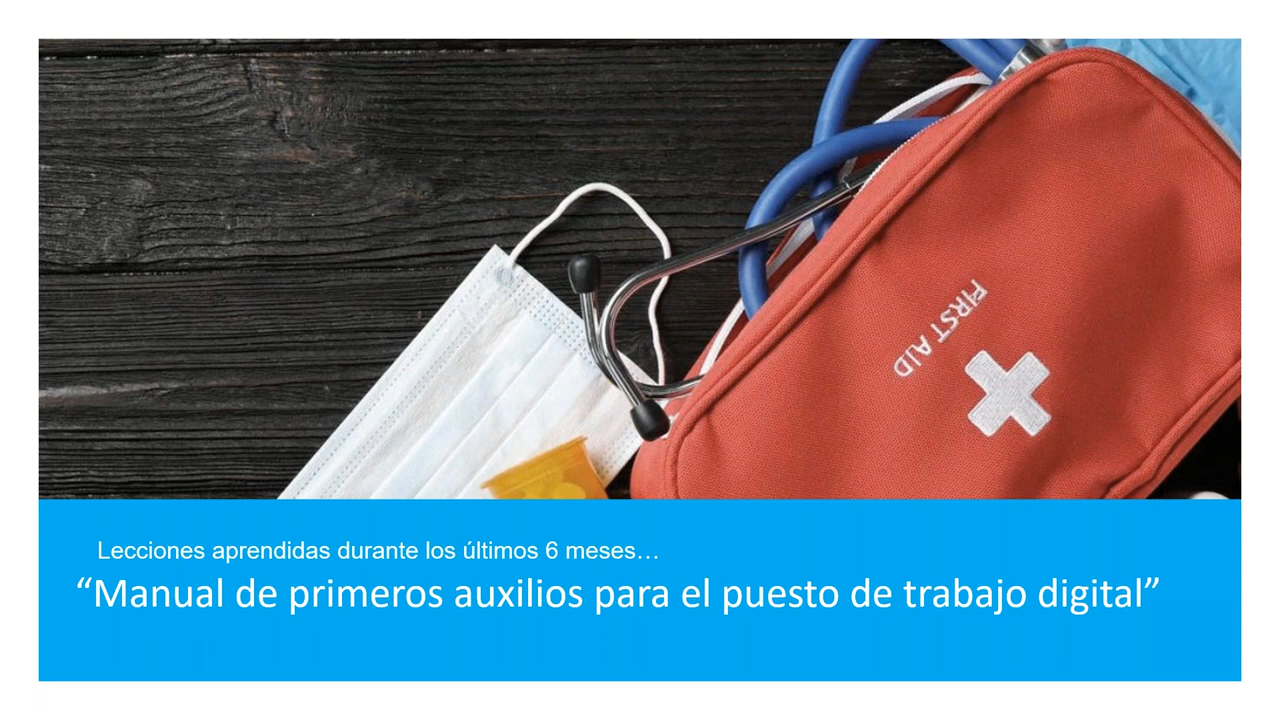 FIRST AID
Lecciones aprendidas durante los últimos 6 meses…
“Manual de primeros auxilios para el puesto de trabajo digital”